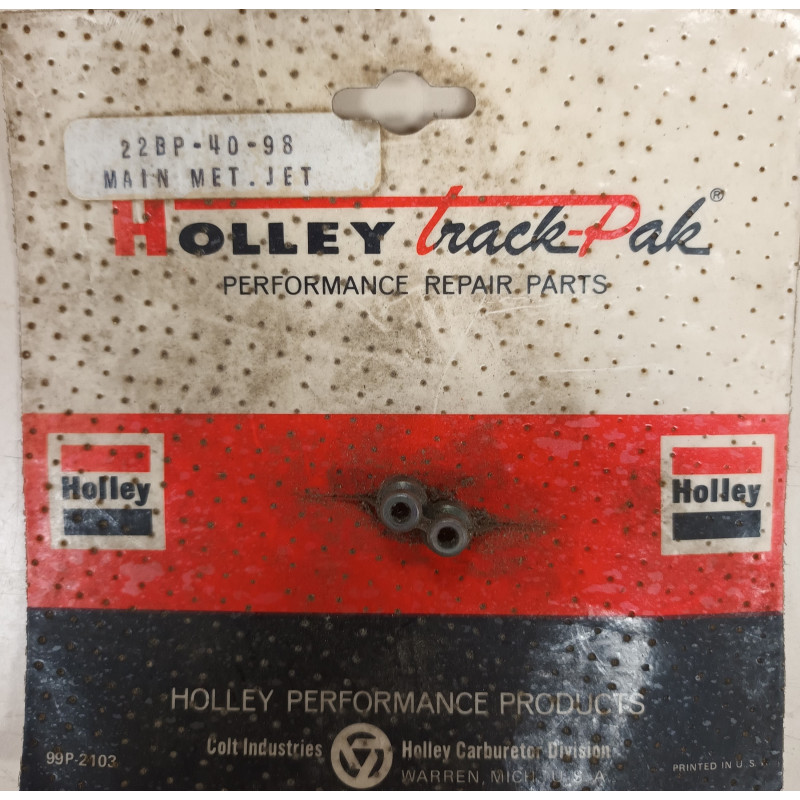 22BP-40-98
MAIN MET. JET
HOLLEY Track-Pak®
PERFORMANCE REPAIR PARTS
Holley
Holley
HOLLEY PERFORMANCE PRODUCTS
Colt Industries Holley Carburetor Division
WARREN, MICH., U.S.A.
99P-2103
PRINTED IN U.S.